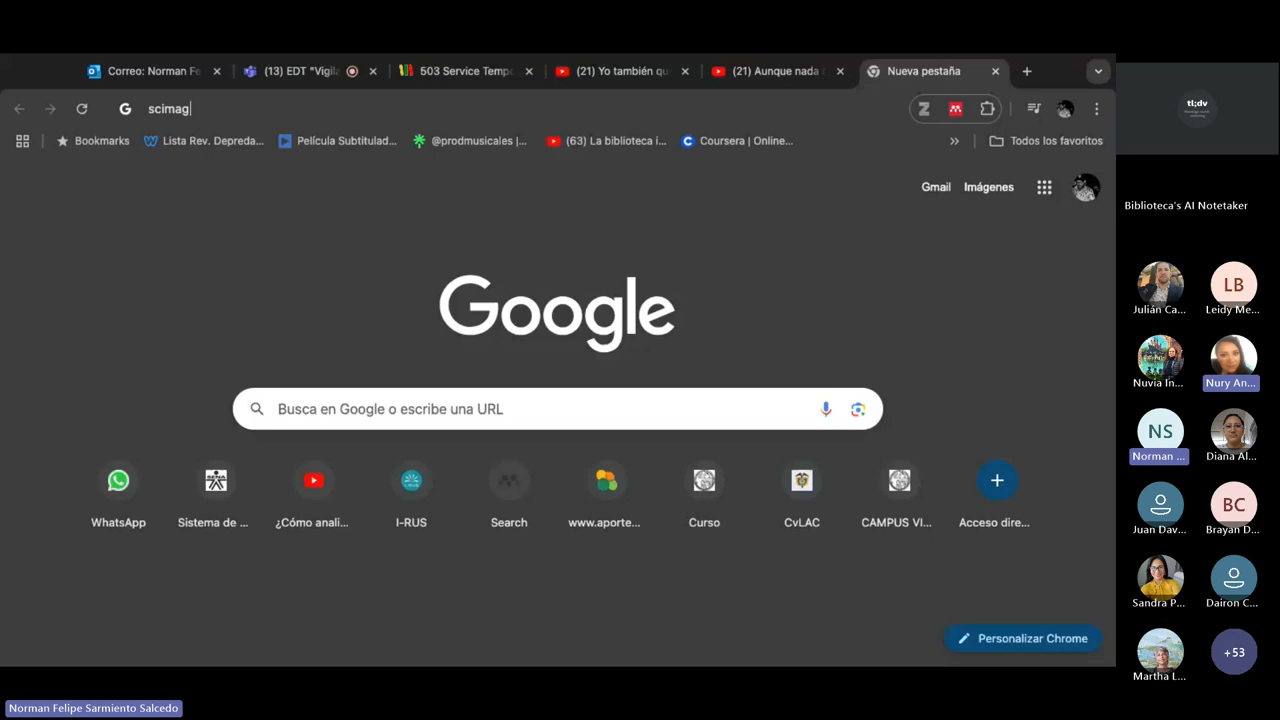 Correo: Norman Fe
(13) EDT "Vigila
503 Service Tempo
(21) Yo también qu
(21) Aunque nada
Nueva pestaña
scimag
Bookmarks
Lista Rev. Depreda...
Película Subtitulad...
@prodmusicales |...
(63) La biblioteca i...
Coursera | Online...
»
Todos los favoritos
Gmail
Imágenes
Google
Busca en Google o escribe una URL
WhatsApp
Sistema de ...
¿Cómo anali...
I-RUS
Search
www.aporte...
Curso
CvLAC
CAMPUS VI...
Acceso dire...
SENA
Personalizar Chrome
tl;dv
Biblioteca's AI Notetaker
Julián Ca...
LB
Leidy Me...
Nuvia In...
Nury An...
NS
Norman ...
Diana Al...
Juan Dav...
BC
Brayan D...
Sandra P...
Dairon C...
Martha L...
+53
Norman Felipe Sarmiento Salcedo